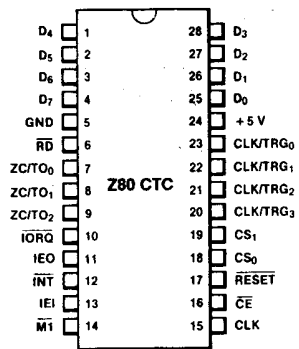 D4 1 28 D3
D5 2 27 D2
D6 3 26 D1
D7 4 25 D0
GND 5 24 +5 V
RD 6 23 CLK/TRG0
ZC/TO0 7 22 CLK/TRG1
Z80 CTC
ZC/TO1 8 21 CLK/TRG2
ZC/TO2 9 20 CLK/TRG3
IORQ 10 19 CS1
IEO 11 18 CS0
INT 12 17 RESET
IEI 13 16 CE
M1 14 15 CLK